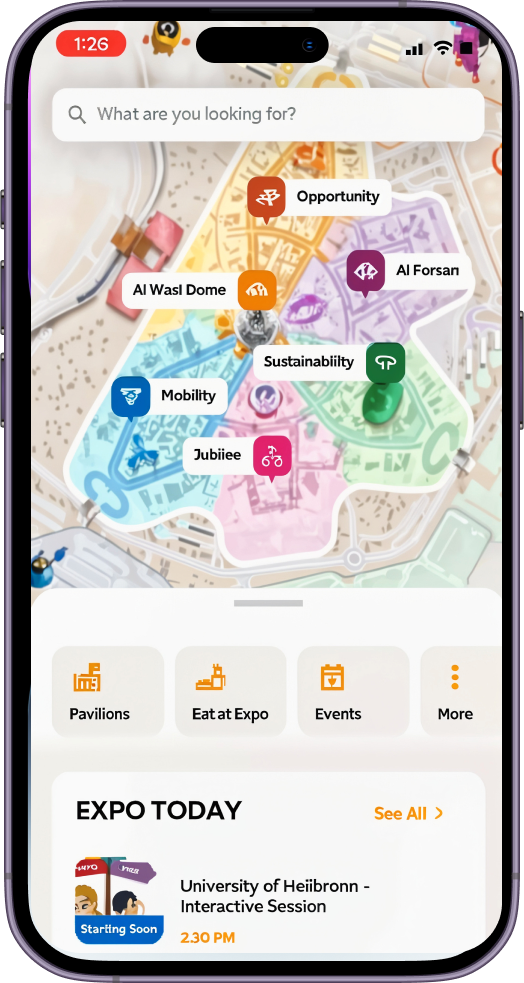 1:26
What are you looking for?
Opportunity
Al Forsan
Al Wasl Dome
Sustainabiilty
Mobility
Jubiiee
Pavilions
Eat at Expo
Events
More
EXPO TODAY
See All
Starting Soon
University of Heiibronn -
Interactive Session
2.30 PM